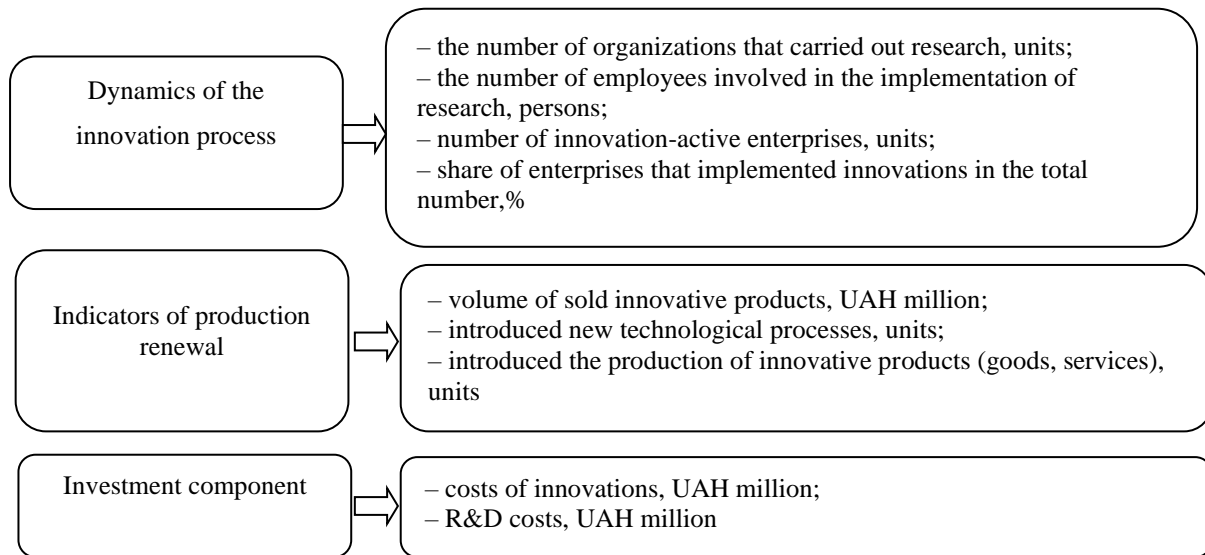 Dynamics of the
innovation process
– the number of organizations that carried out research, units;
– the number of employees involved in the implementation of
research, persons;
– number of innovation-active enterprises, units;
– share of enterprises that implemented innovations in the total
number,%
Indicators of production
renewal
– volume of sold innovative products, UAH million;
– introduced new technological processes, units;
– introduced the production of innovative products (goods, services),
units
Investment component
– costs of innovations, UAH million;
– R&D costs, UAH million